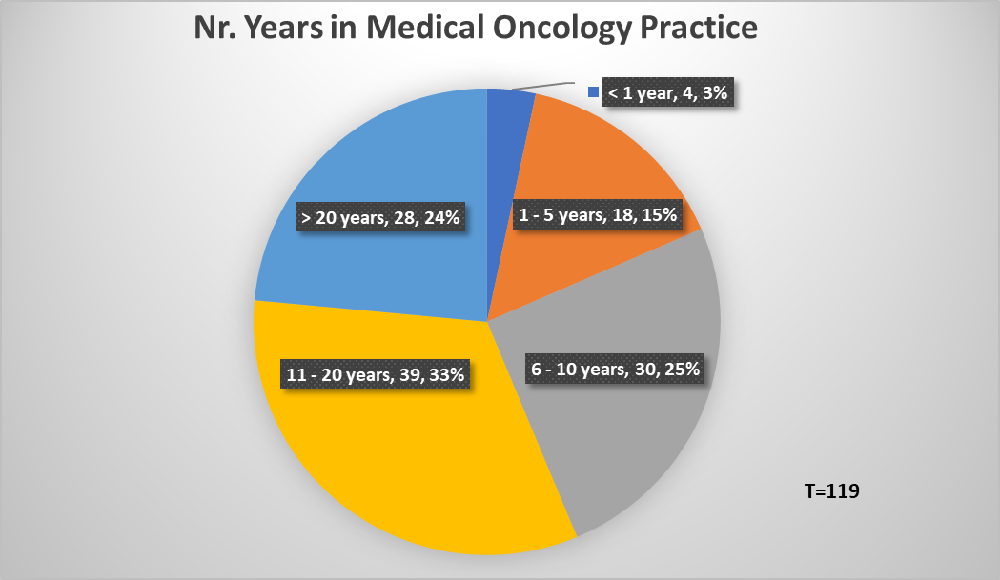 Nr. Years in Medical Oncology Practice
< 1 year, 4, 3%
1 - 5 years, 18, 15%
> 20 years, 28, 24%
6 - 10 years, 30, 25%
11 - 20 years, 39, 33%
T=119